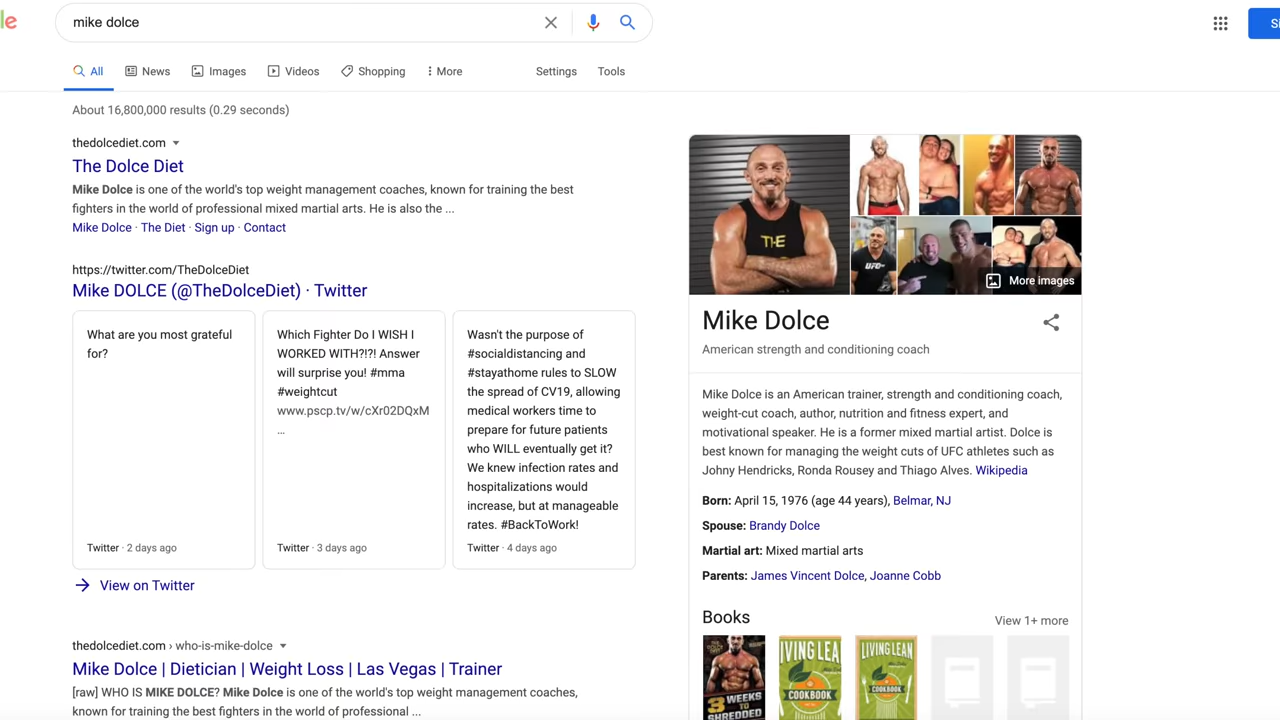 le
mike dolce
S
All
News
Images
Videos
Shopping
More
Settings
Tools
About 16,800,000 results (0.29 seconds)
thedolcediet.com
The Dolce Diet
Mike Dolce is one of the world's top weight management coaches, known for training the best
fighters in the world of professional mixed martial arts. He is also the ...
Mike Dolce · The Diet · Sign up · Contact
https://twitter.com/TheDolceDiet
Mike DOLCE (@TheDolceDiet) · Twitter
What are you most grateful
for?
Twitter · 2 days ago
Which Fighter Do I WISH I
WORKED WITH?!?! Answer
will surprise you! #mma
#weightcut
www.pscp.tv/w/cXr02DQxM
...
Twitter · 3 days ago
Wasn't the purpose of
#socialdistancing and
#stayathome rules to SLOW
the spread of CV19, allowing
medical workers time to
prepare for future patients
who WILL eventually get it?
We knew infection rates and
hospitalizations would
increase, but at manageable
rates. #BackToWork!
Twitter · 4 days ago
View on Twitter
thedolcediet.com › who-is-mike-dolce
Mike Dolce | Dietician | Weight Loss | Las Vegas | Trainer
[raw] WHO IS MIKE DOLCE? Mike Dolce is one of the world's top weight management coaches,
known for training the best fighters in the world of professional ...
THE
UFC
More images
Mike Dolce
American strength and conditioning coach
Mike Dolce is an American trainer, strength and conditioning coach,
weight-cut coach, author, nutrition and fitness expert, and
motivational speaker. He is a former mixed martial artist. Dolce is
best known for managing the weight cuts of UFC athletes such as
Johny Hendricks, Ronda Rousey and Thiago Alves. Wikipedia
Born: April 15, 1976 (age 44 years), Belmar, NJ
Spouse: Brandy Dolce
Martial art: Mixed martial arts
Parents: James Vincent Dolce, Joanne Cobb
Books
View 1+ more
3 WEEKS
TO
SHREDDED
LIVING LEA
COOKBOOK
LIVING LEAN
COOKBOOK